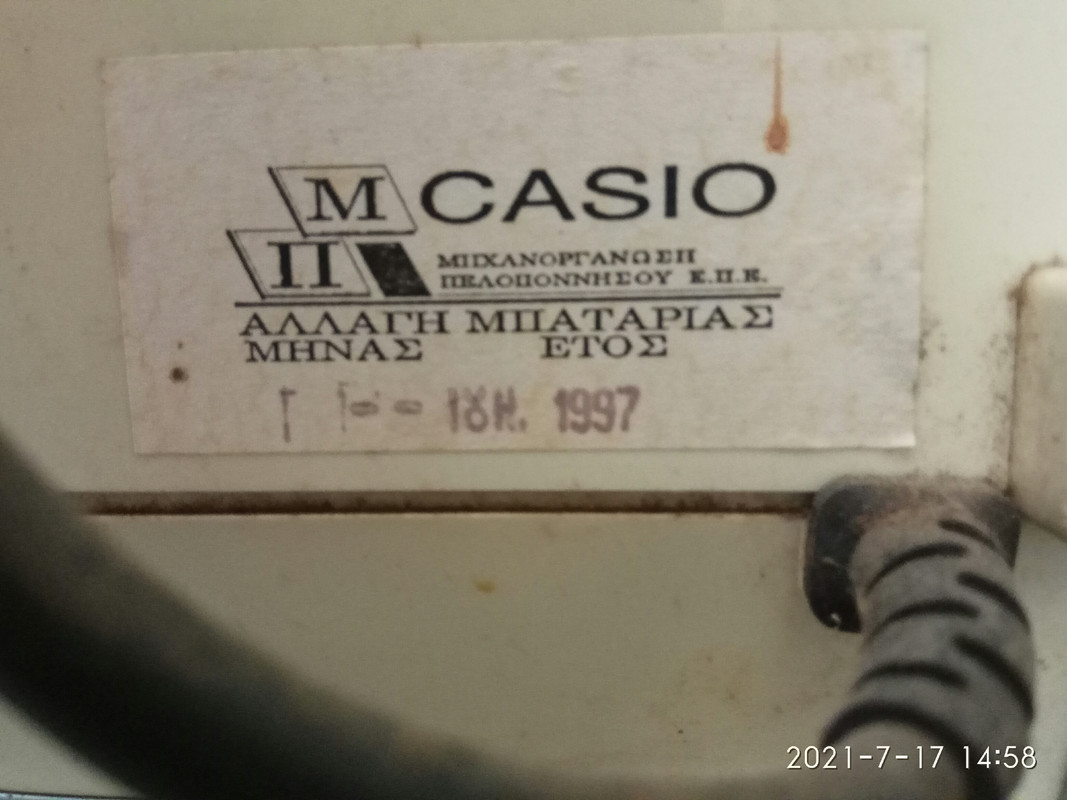 Μ CASIO
Π ΜΗΧΑΝΟΡΓΑΝΩΣΗ
ΠΕΛΟΠΟΝΝΗΣΟΥ Ε.Π.Ε.
ΑΛΛΑΓΗ ΜΠΑΤΑΡΙΑΣ
ΜΗΝΑΣ ΕΤΟΣ
1997
2021-7-17 14:58